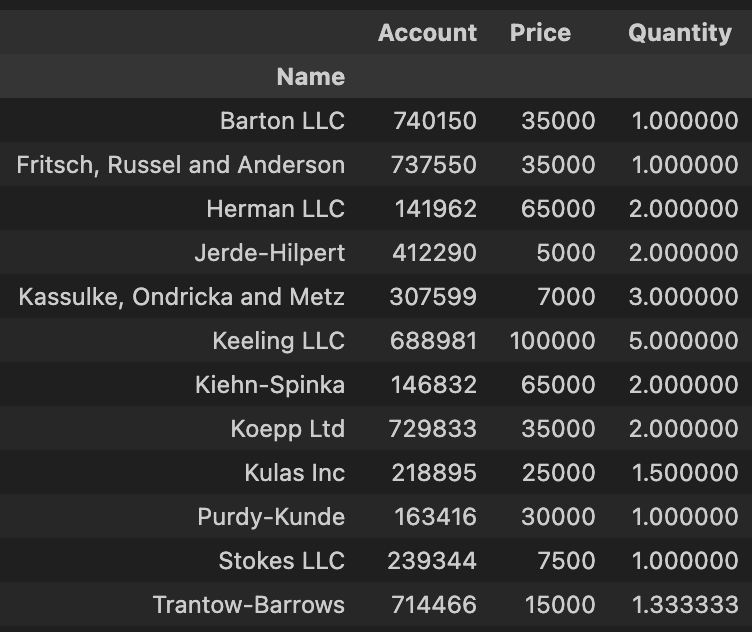 Account Price Quantity
Name
Barton LLC 740150 35000 1.000000
Fritsch, Russel and Anderson 737550 35000 1.000000
Herman LLC 141962 65000 2.000000
Jerde-Hilpert 412290 5000 2.000000
Kassulke, Ondricka and Metz 307599 7000 3.000000
Keeling LLC 688981 100000 5.000000
Kiehn-Spinka 146832 65000 2.000000
Koepp Ltd 729833 35000 2.000000
Kulas Inc 218895 25000 1.500000
Purdy-Kunde 163416 30000 1.000000
Stokes LLC 239344 7500 1.000000
Trantow-Barrows 714466 15000 1.333333